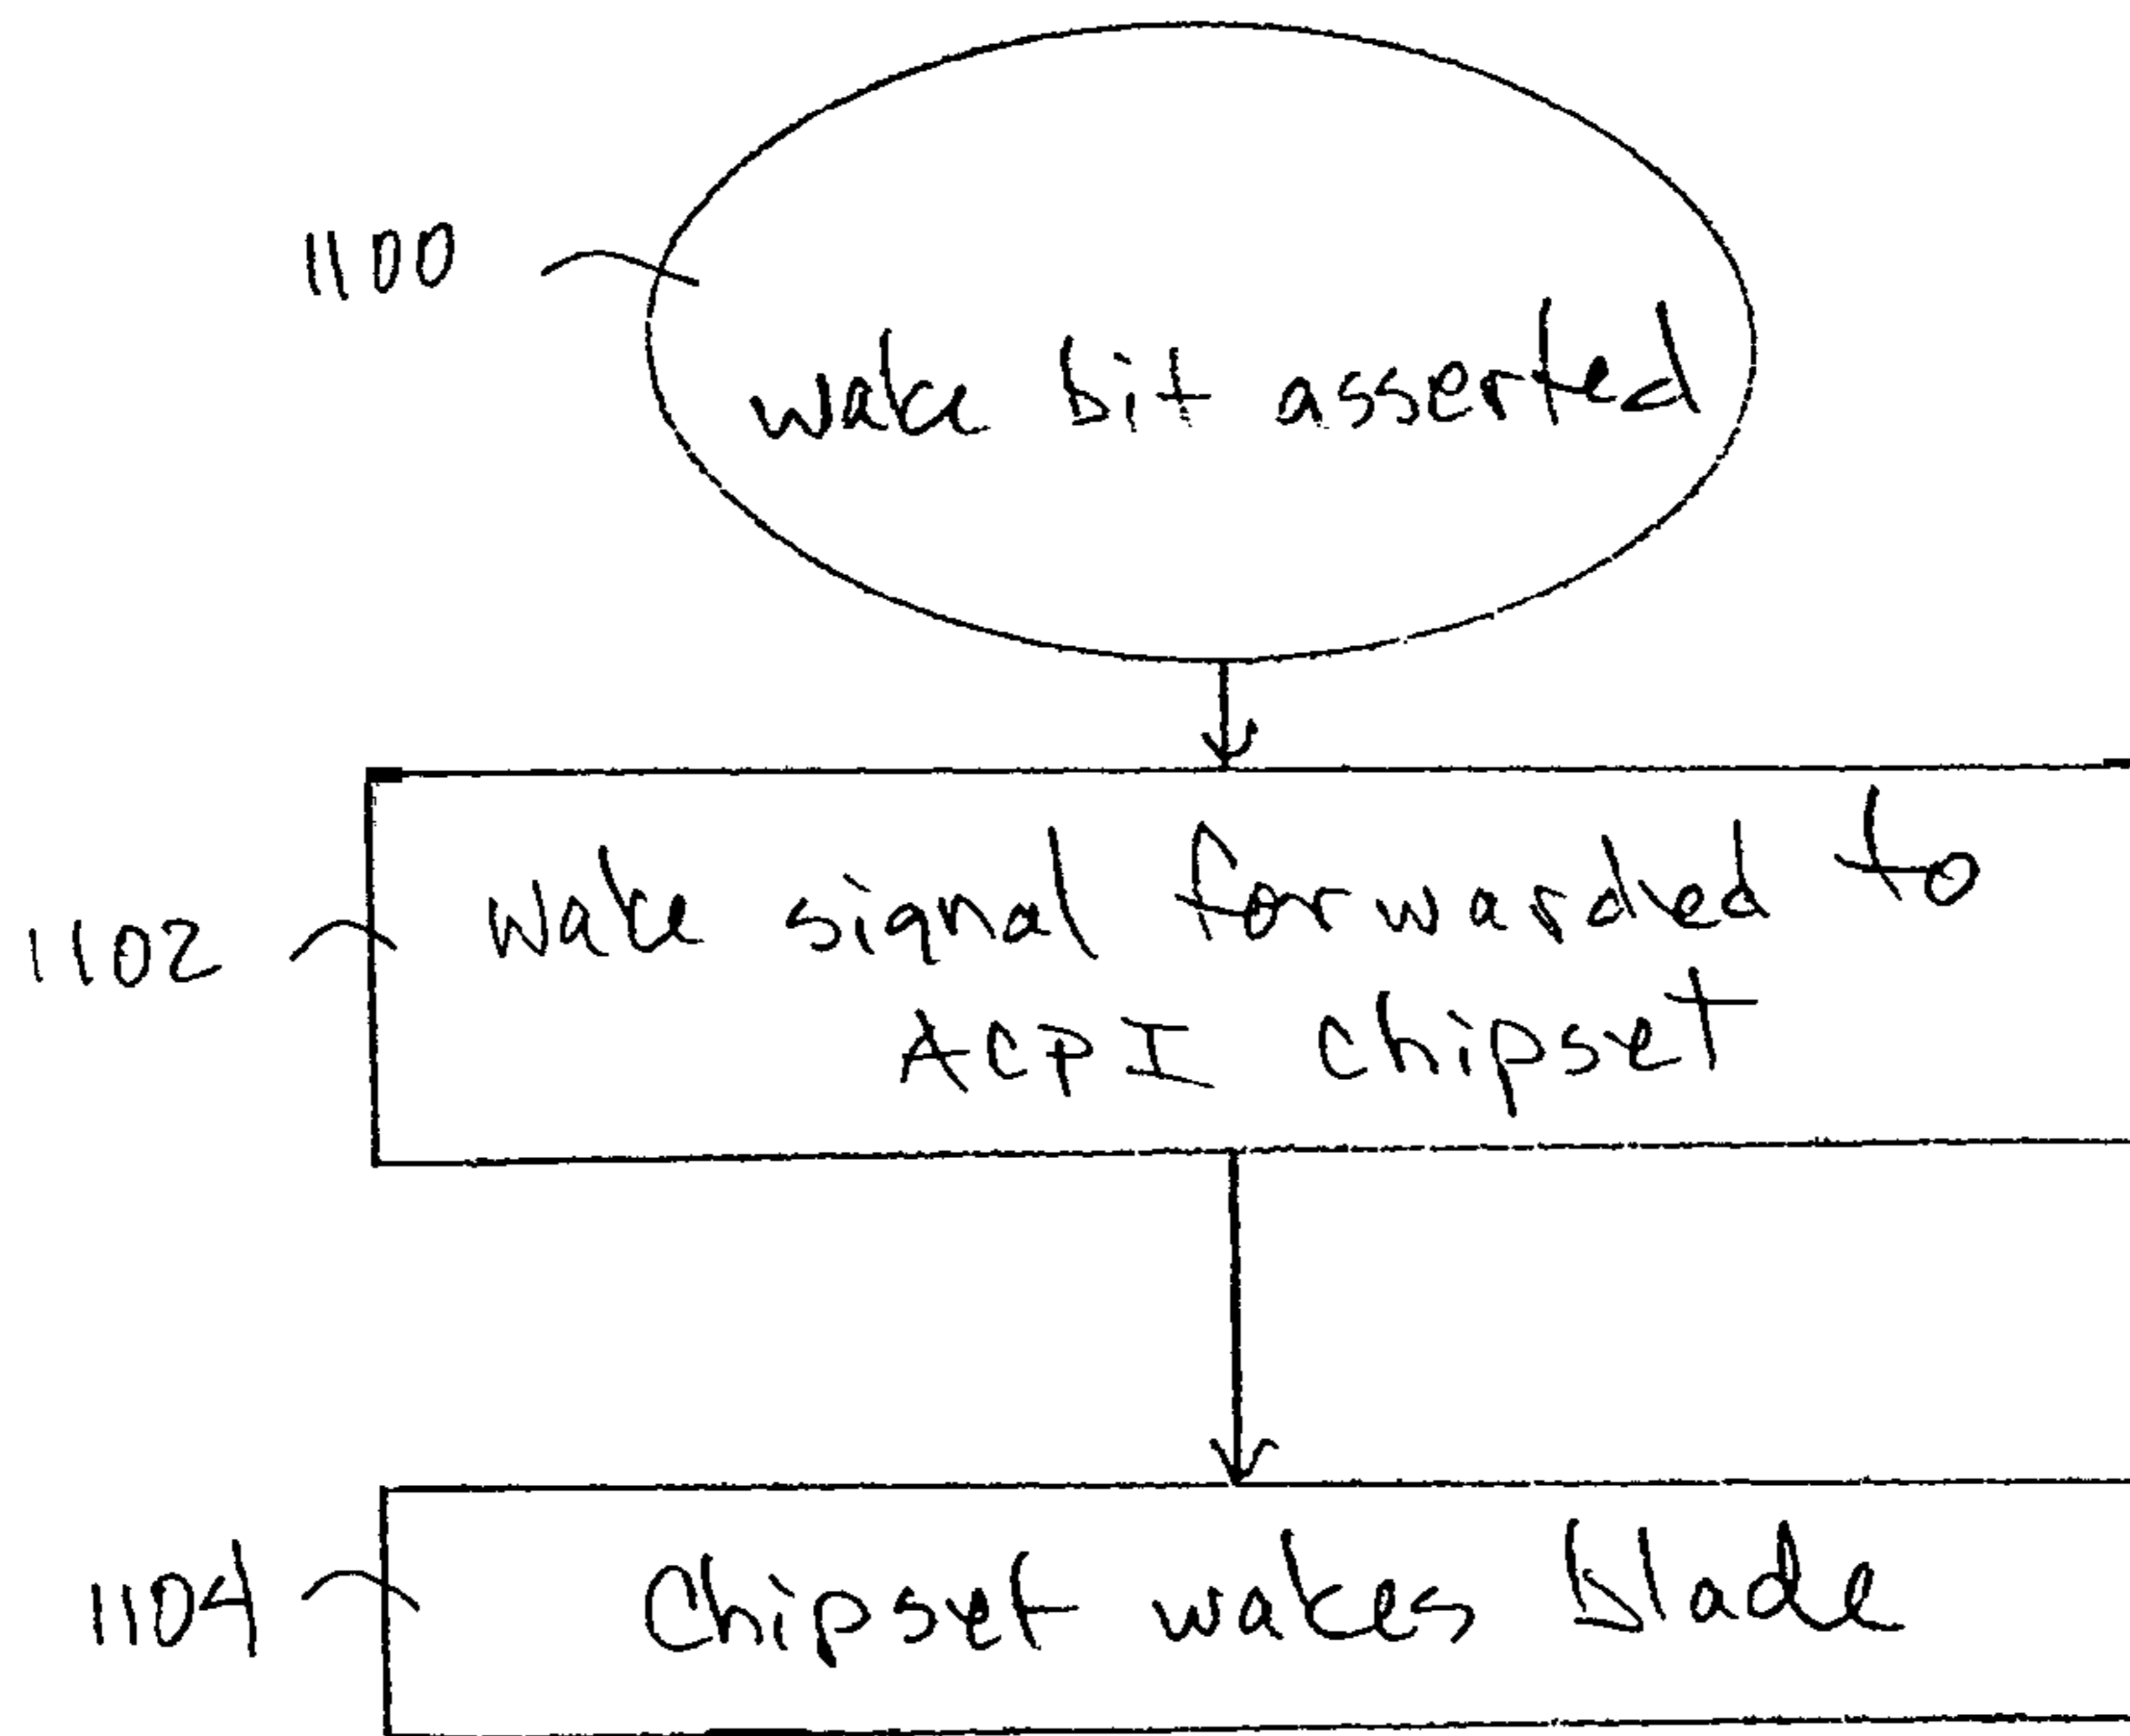 1100
wake bit asserted
1102
Wake signal forwarded to
ACPI chipset
1104
Chipset wakes blade